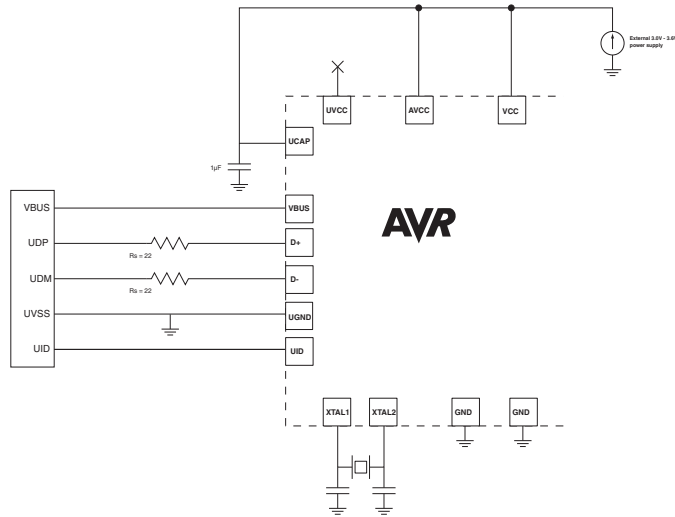 External 3.0V - 3.6V
power supply
UVCC
AVCC
VCC
UCAP
1µF
VBUS
VBUS
UDP
Rs = 22
D+
UDM
Rs = 22
D-
UVSS
UGND
UID
UID
AVR
XTAL1
XTAL2
GND
GND